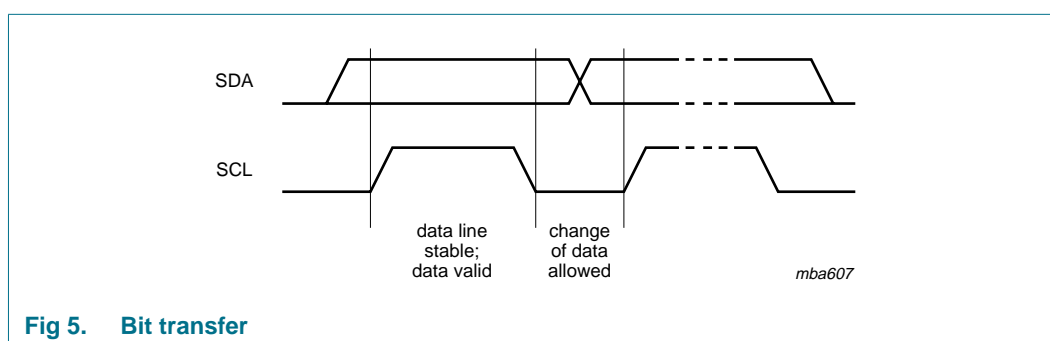 SDA
SCL
data line
stable;
data valid
change
of data
allowed
mba607
Fig 5. Bit transfer